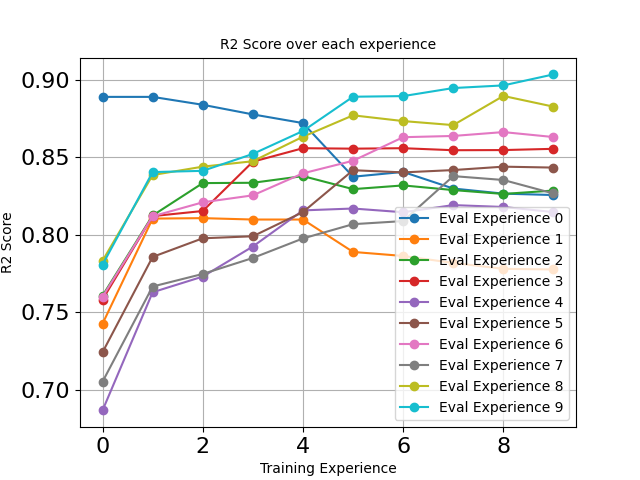 R2 Score over each experience
R2 Score
0.90
0.85
0.80
0.75
0.70
0 2 4 6 8
Training Experience
Eval Experience 0
Eval Experience 1
Eval Experience 2
Eval Experience 3
Eval Experience 4
Eval Experience 5
Eval Experience 6
Eval Experience 7
Eval Experience 8
Eval Experience 9